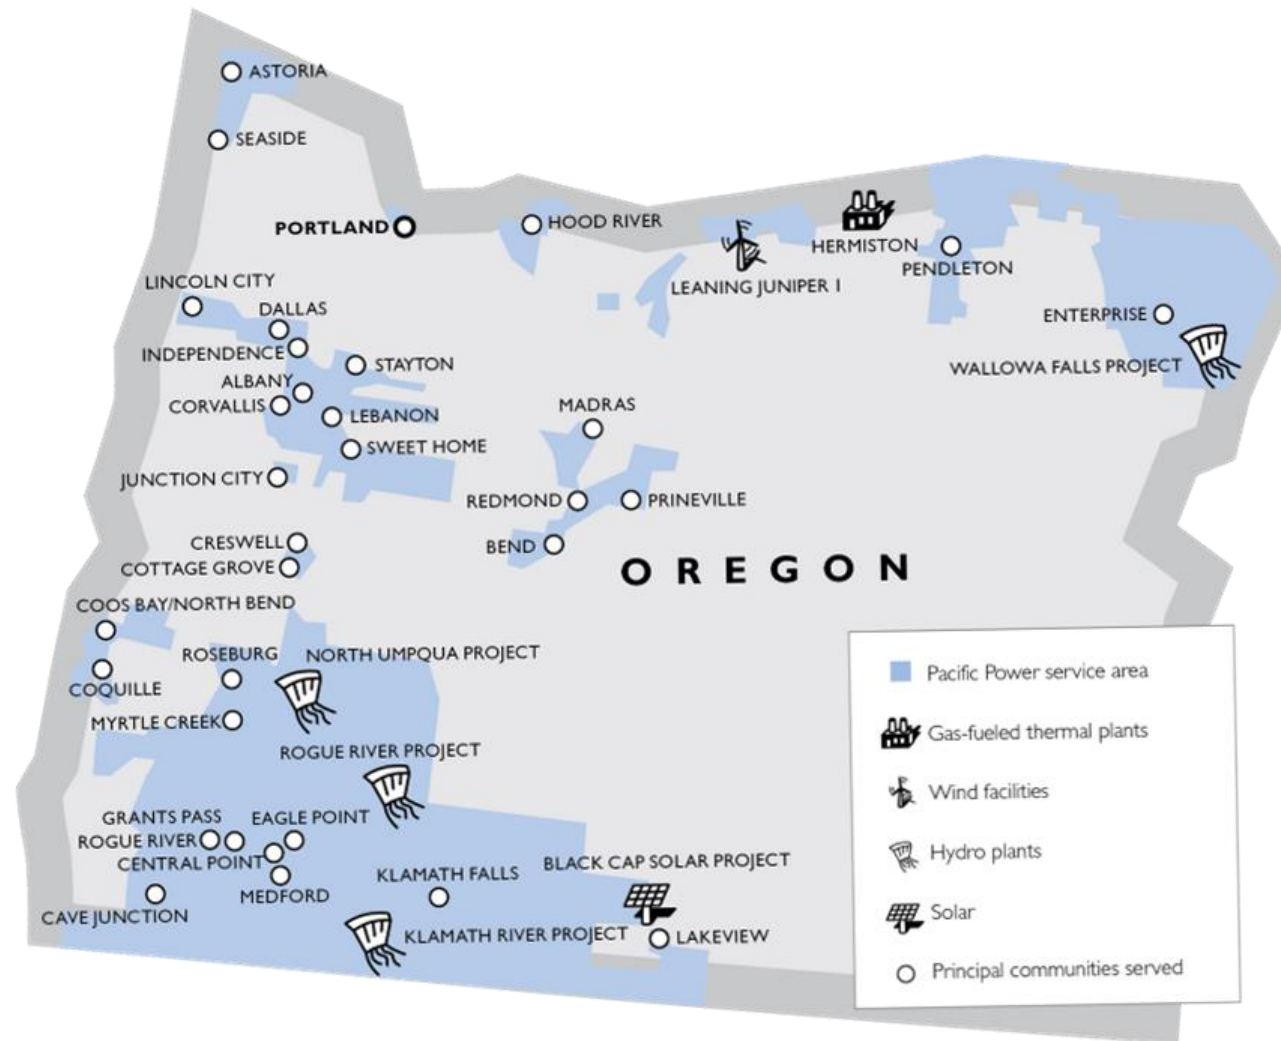 ASTORIA
SEASIDE
PORTLAND
HOOD RIVER
HERMISTON
PENDLETON
LEANING JUNIPER I
LINCOLN CITY
DALLAS
ENTERPRISE
INDEPENDENCE
STAYTON
WALLOWA FALLS PROJECT
ALBANY
CORVALLIS
LEBANON
MADRAS
SWEET HOME
JUNCTION CITY
REDMOND
PRINEVILLE
CRESWELL
BEND
COTTAGE GROVE
OREGON
COOS BAY/NORTH BEND
ROSEBURG
NORTH UMPQUA PROJECT
COQUILLE
MYRTLE CREEK
ROGUE RIVER PROJECT
GRANTS PASS
EAGLE POINT
ROGUE RIVER
CENTRAL POINT
MEDFORD
KLAMATH FALLS
BLACK CAP SOLAR PROJECT
CAVE JUNCTION
KLAMATH RIVER PROJECT
LAKEVIEW
Pacific Power service area
Gas-fueled thermal plants
Wind facilities
Hydro plants
Solar
Principal communities served